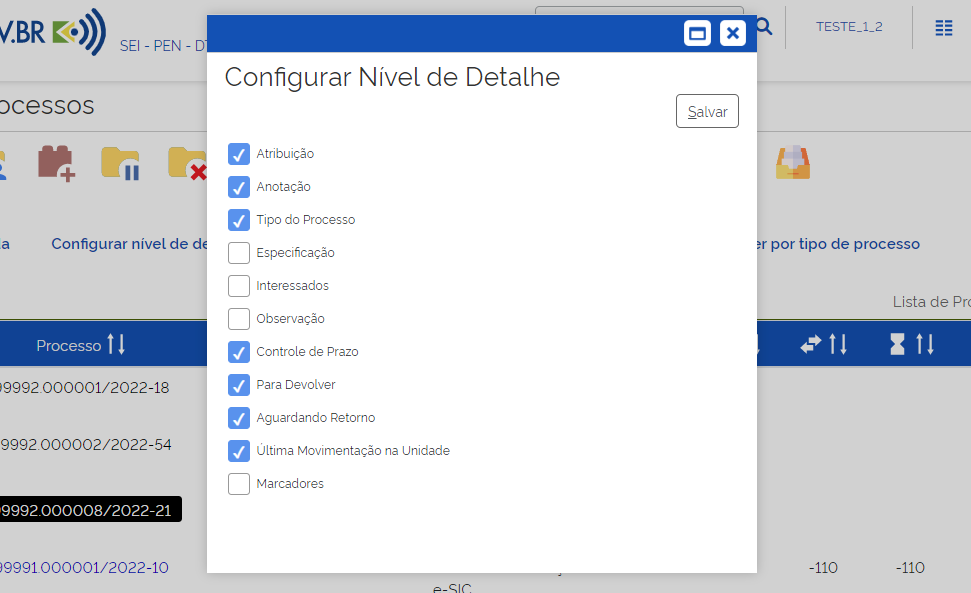 V.BR
SEI - PEN - D
TESTE_1_2
ocessos
Configurar Nível de Detalhe
Salvar
Atribuição
Anotação
Tipo do Processo
Especificação
Interessados
Observação
Controle de Prazo
Para Devolver
Aguardando Retorno
Última Movimentação na Unidade
Marcadores
la
Configurar nível de de
er por tipo de processo
Lista de Pro
Processo
99992.000001/2022-18
99992.000002/2022-54
99992.000008/2022-21
99991.000001/2022-10
-110
-110
e-SIC